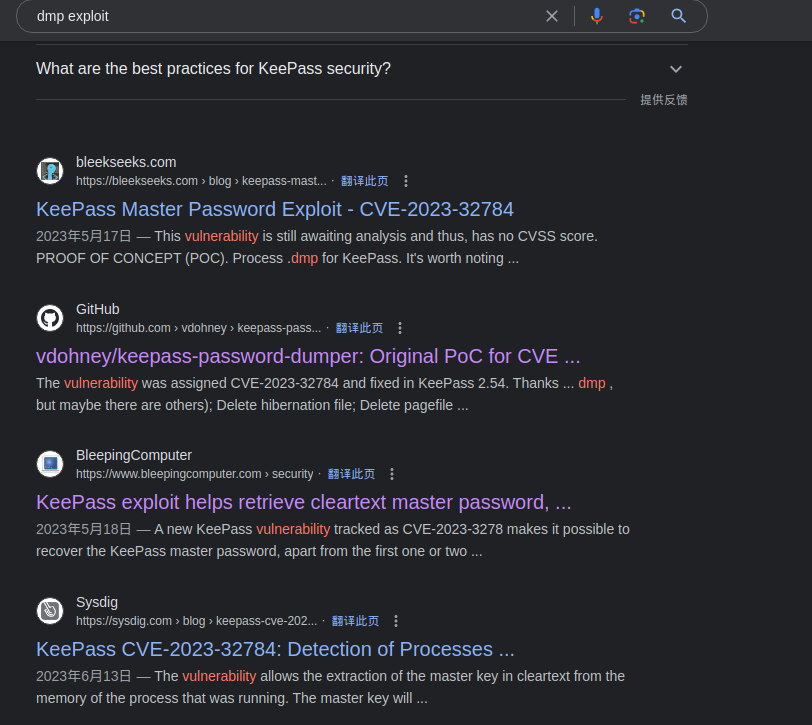 dmp exploit
What are the best practices for KeePass security?
提供反馈
bleekseeks.com
https://bleekseeks.com › blog › keepass-mast... · 翻译此页
KeePass Master Password Exploit - CVE-2023-32784
2023年5月17日 — This vulnerability is still awaiting analysis and thus, has no CVSS score.
PROOF OF CONCEPT (POC). Process .dmp for KeePass. It's worth noting ...
GitHub
https://github.com › vdohney › keepass-pass... · 翻译此页
vdohney/keepass-password-dumper: Original PoC for CVE ...
The vulnerability was assigned CVE-2023-32784 and fixed in KeePass 2.54. Thanks ... dmp ,
but maybe there are others); Delete hibernation file; Delete pagefile ...
BleepingComputer
https://www.bleepingcomputer.com › security · 翻译此页
KeePass exploit helps retrieve cleartext master password, ...
2023年5月18日 — A new KeePass vulnerability tracked as CVE-2023-3278 makes it possible to
recover the KeePass master password, apart from the first one or two ...
Sysdig
https://sysdig.com › blog › keepass-cve-202... · 翻译此页
KeePass CVE-2023-32784: Detection of Processes ...
2023年6月13日 — The vulnerability allows the extraction of the master key in cleartext from the
memory of the process that was running. The master key will ...